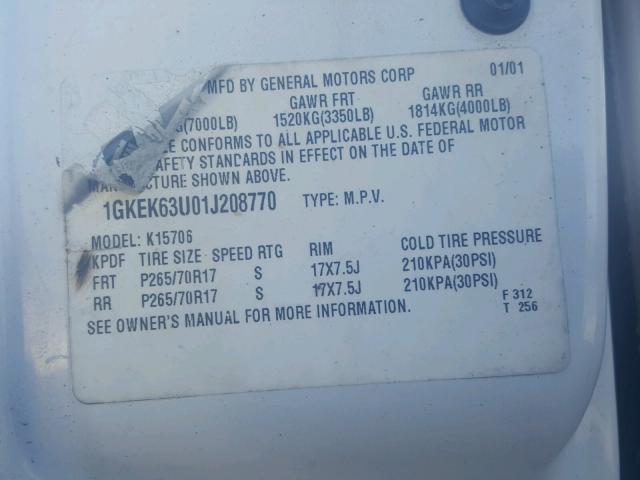 MFD BY GENERAL MOTORS CORP 01/01
GAWR FRT GAWR RR
(7000LB) 1520KG(3350LB) 1814KG(4000LB)
CONFORMS TO ALL APPLICABLE U.S. FEDERAL MOTOR
SAFETY STANDARDS IN EFFECT ON THE DATE OF
MANUFACTURE SHOWN ABOVE.
1GKEK63U01J208770 TYPE: M.P.V.
MODEL: K15706
KPDF TIRE SIZE SPEED RTG RIM COLD TIRE PRESSURE
FRT P265/70R17 S 17X7.5J 210KPA(30PSI)
RR P265/70R17 S 17X7.5J 210KPA(30PSI)
SEE OWNER'S MANUAL FOR MORE INFORMATION.
F 312
T 256